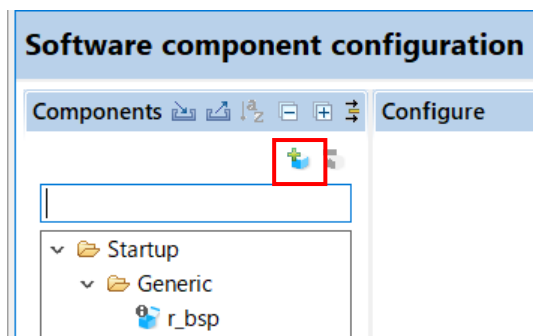 Software component configuration
Components
Configure
Startup
Generic
r_bsp